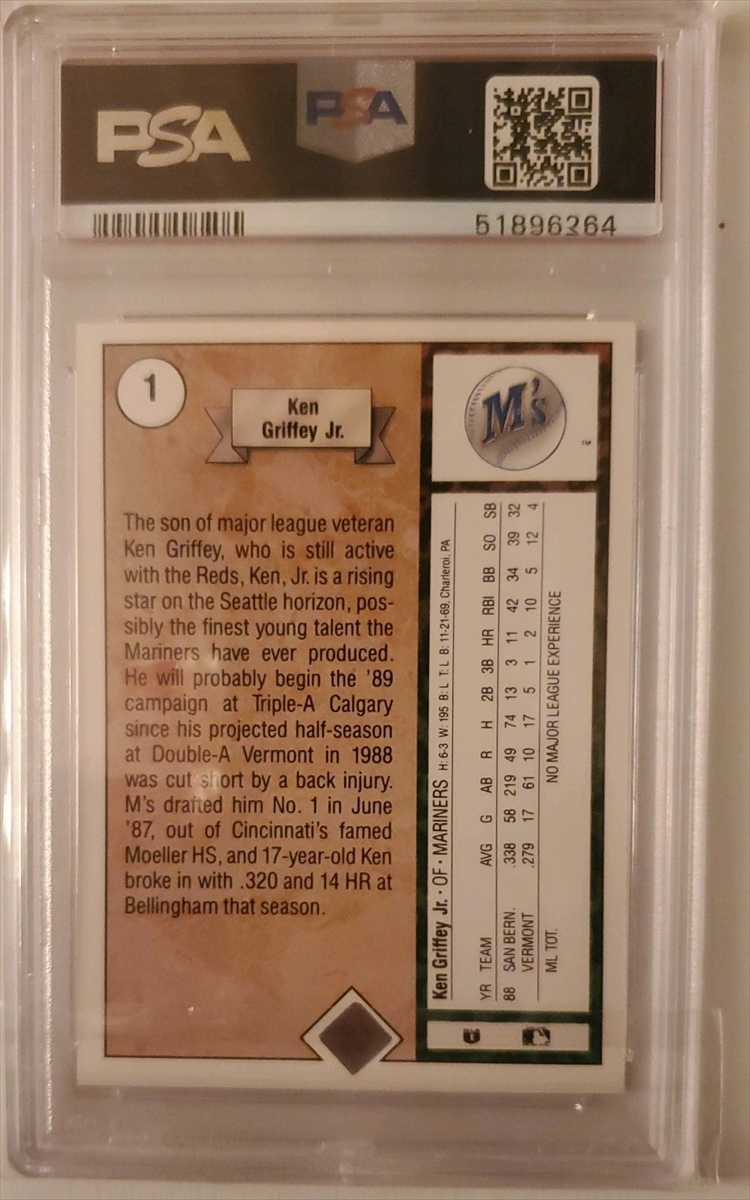 PSA
PSA
51896264
1
Ken
Griffey Jr.
The son of major league veteran
Ken Griffey, who is still active
with the Reds, Ken, Jr. is a rising
star on the Seattle horizon, pos-
sibly the finest young talent the
Mariners have ever produced.
He will probably begin the '89
campaign at Triple-A Calgary
since his projected half-season
at Double-A Vermont in 1988
was cut short by a back injury.
M's drafted him No. 1 in June
'87, out of Cincinnati's famed
Moeller HS, and 17-year-old Ken
broke in with .320 and 14 HR at
Bellingham that season.
M's
TM
Ken Griffey Jr. · OF · MARINERS H: 6-3 W: 195 B: L T: L B: 11-21-69, Charleroi, PA
YR TEAM AVG G AB R H 2B 3B HR RBI BB SO SB
88 SAN BERN. .338 58 219 49 74 13 3 11 42 34 39 32
VERMONT .279 17 61 10 17 5 1 2 10 5 12 4
ML TOT. NO MAJOR LEAGUE EXPERIENCE